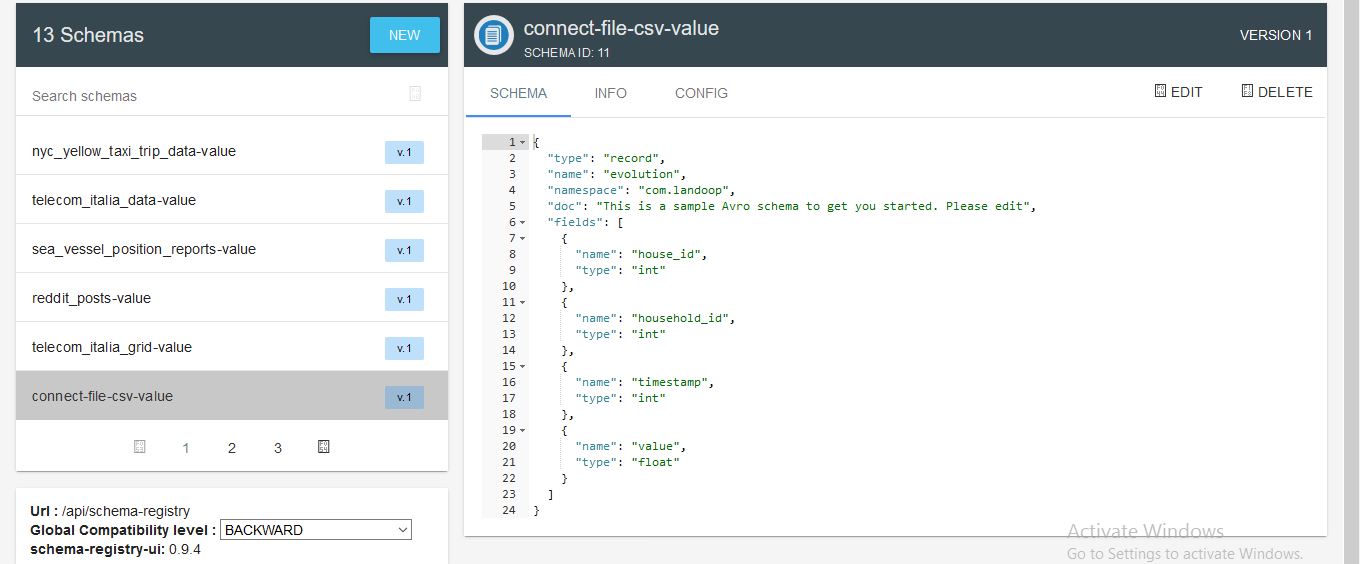 13 Schemas
NEW
Search schemas
nyc_yellow_taxi_trip_data-value
v.1
telecom_italia_data-value
v.1
sea_vessel_position_reports-value
v.1
reddit_posts-value
v.1
telecom_italia_grid-value
v.1
connect-file-csv-value
v.1
1 2 3
Url : /api/schema-registry
Global Compatibility level : BACKWARD
schema-registry-ui: 0.9.4
connect-file-csv-value
SCHEMA ID: 11
VERSION 1
SCHEMA INFO CONFIG
EDIT DELETE
1 {
2 "type": "record",
3 "name": "evolution",
4 "namespace": "com.landoop",
5 "doc": "This is a sample Avro schema to get you started. Please edit",
6 "fields": [
7 {
8 "name": "house_id",
9 "type": "int"
10 },
11 {
12 "name": "household_id",
13 "type": "int"
14 },
15 {
16 "name": "timestamp",
17 "type": "int"
18 },
19 {
20 "name": "value",
21 "type": "float"
22 }
23 ]
24 }
Activate Windows
Go to Settings to activate Windows.